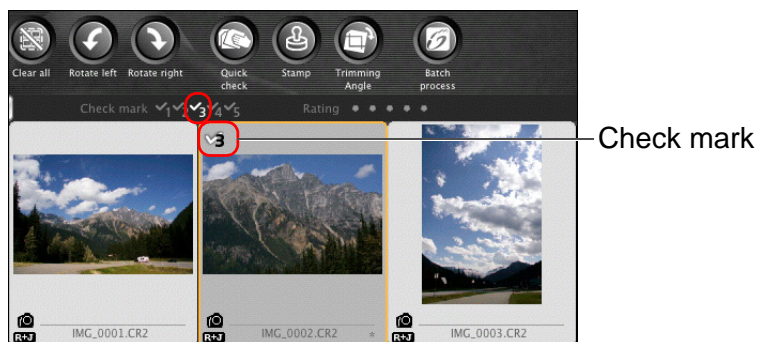 Clear all Rotate left Rotate right Quick check Stamp Trimming Angle Batch process
Check mark 1 2 3 4 5 Rating
3
Check mark
R+J IMG_0001.CR2 R+J IMG_0002.CR2 * R+J IMG_0003.CR2